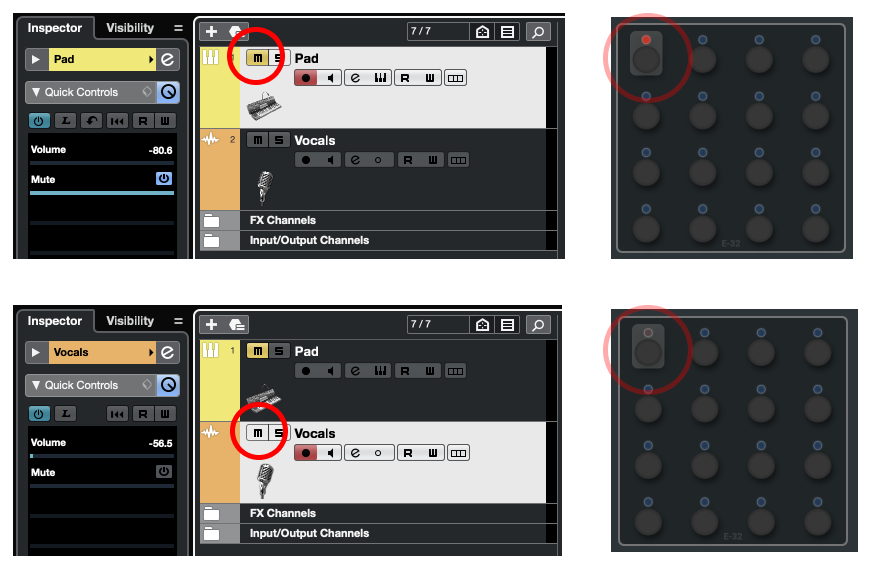 Inspector
Visibility
7 / 7
Pad
1
m
S
Pad
Quick Controls
R
W
L
R
W
2
m
S
Vocals
Volume
-80.6
Mute
R
W
FX Channels
Input/Output Channels
E-32
Inspector
Visibility
7 / 7
Vocals
1
m
S
Pad
Quick Controls
R
W
L
R
W
m
S
Vocals
Volume
-56.5
Mute
R
W
FX Channels
Input/Output Channels
E-32